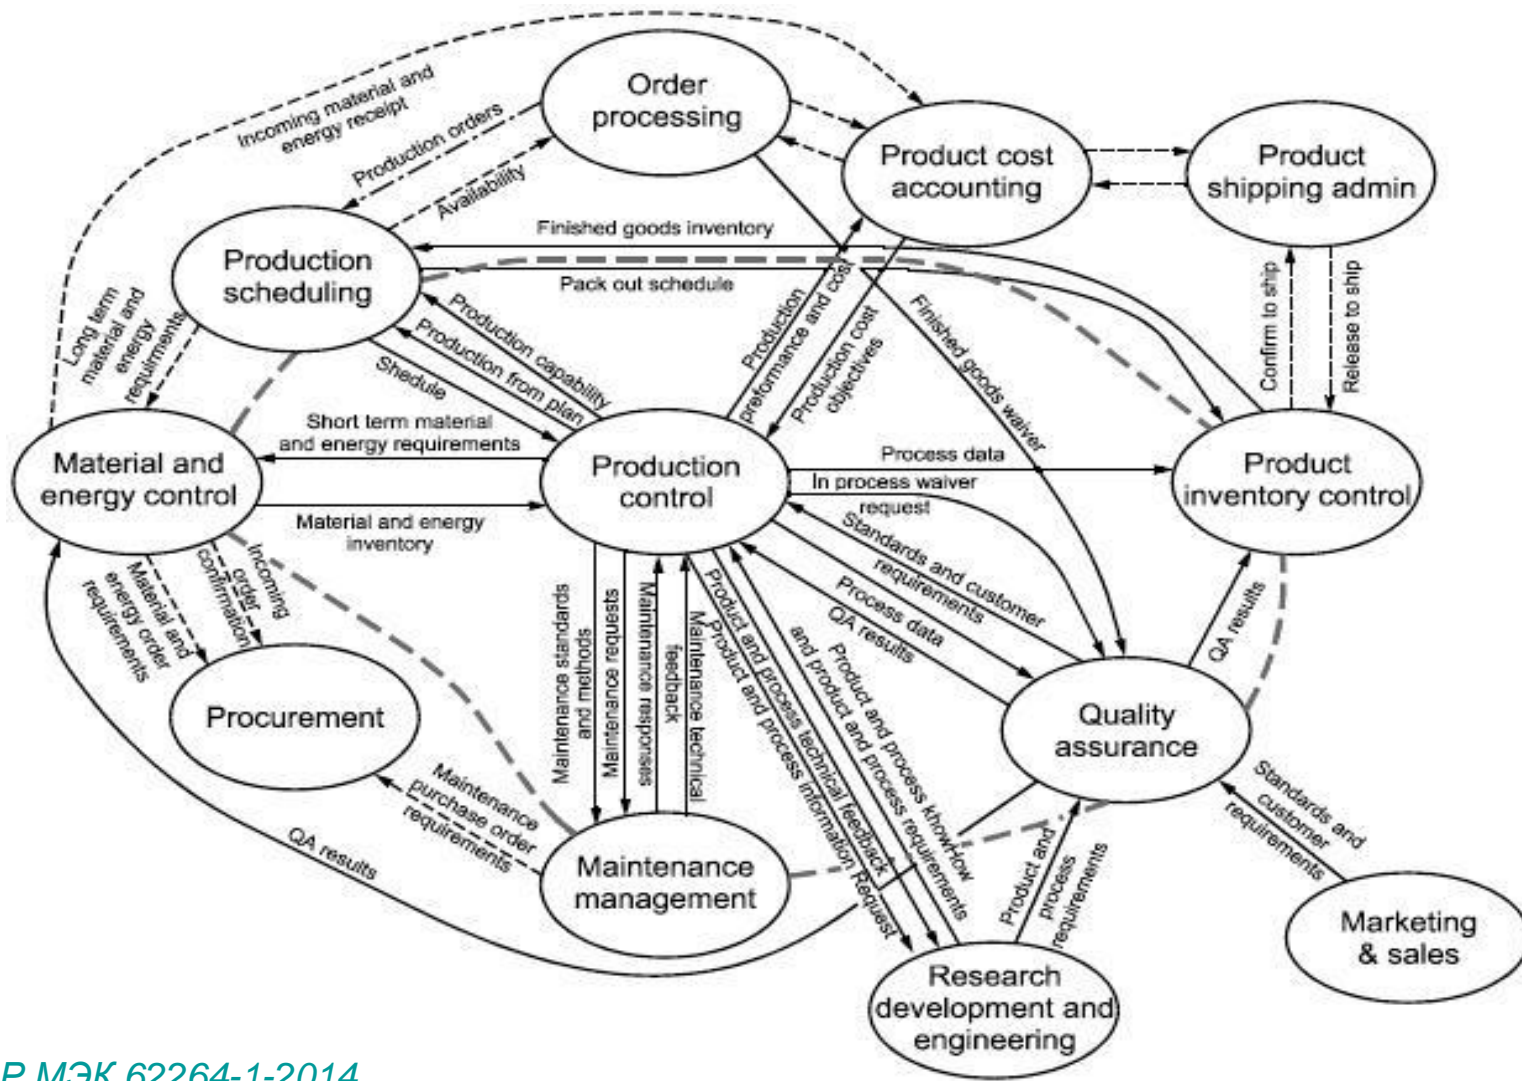 Order
processing
Incoming material and
energy receipt
Production orders
Availability
Product cost
accounting
Product
shipping admin
Finished goods inventory
Pack out schedule
Production
scheduling
Long term
material and
energy
requirments
Production capability
Production from plan
Shedule
Production
preformance and cost
Production cost
objectives
Finished goods waiver
Confirm to ship
Release to ship
Short term material
and energy requirements
Material and
energy control
Production
control
Process data
In process waiver
request
Product
inventory control
Material and energy
inventory
Standards and customer
requirements
Process data
QA results
QA results
Incoming
order
confirmation
Material and
energy order
requirements
Maintenance standards
and methods
Maintenance requests
Maintenance responses
Maintenance technical
feedback
Product and process technical feedback
Product and process information Request
Product and process khowHow
and product and process requirements
Procurement
Quality
assurance
Maintenance
purchase order
requirements
QA results
Maintenance
management
Product and
process
requirements
Standards and
customer
requirements
Marketing
& sales
Research
development and
engineering
Р МЭК 62264-1-2014